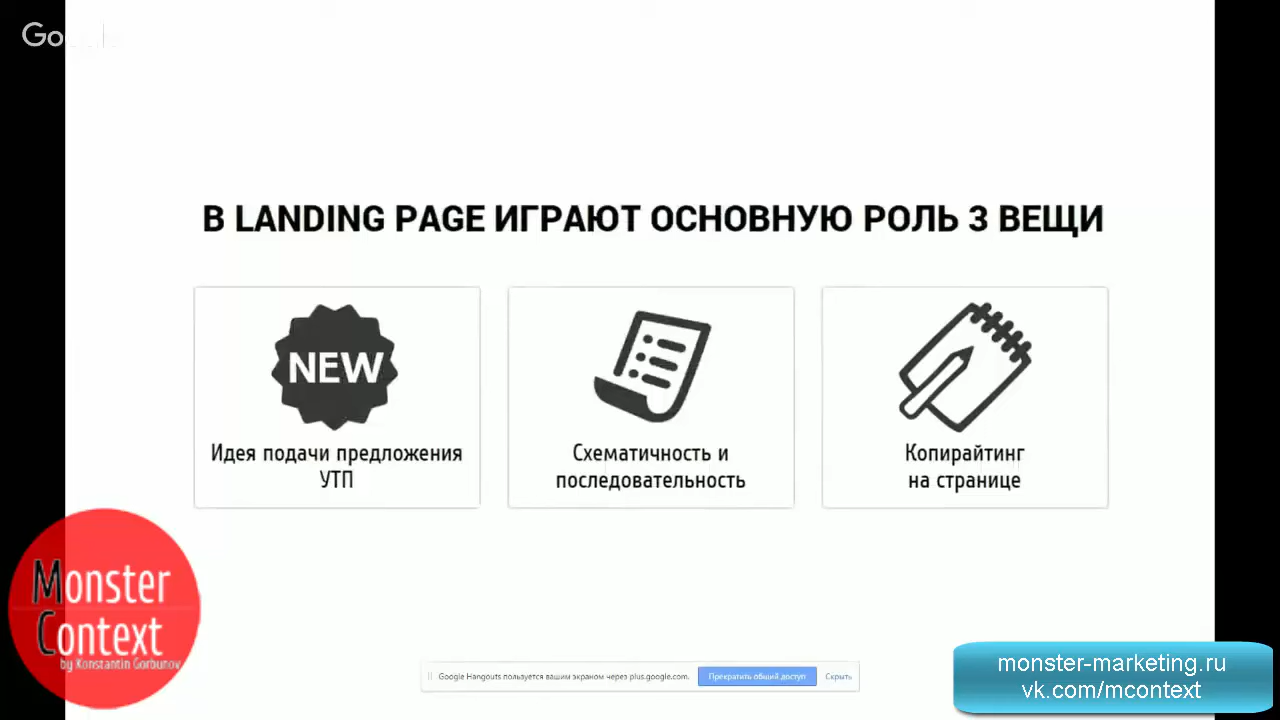 В LANDING PAGE ИГРАЮТ ОСНОВНУЮ РОЛЬ 3 ВЕЩИ
NEW
Идея подачи предложения
УТП
Схематичность и
последовательность
Копирайтинг
на странице
Monster
Context
by Konstantin Gorbunov
Google Hangouts пользуется вашим экраном через plus.google.com.
Прекратить общий доступ
Скрыть
monster-marketing.ru
vk.com/mcontext